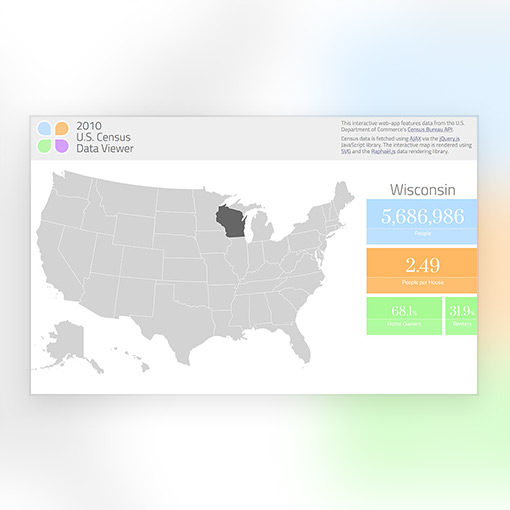 2010
U.S. Census
Data Viewer
This interactive web-app features data from the U.S.
Department of Commerce's Census Bureau API.
Census data is fetched using AJAX via the jQuery.js
JavaScript library. The interactive map is rendered using
SVG and the Raphaël.js data rendering library.
Wisconsin
5,686,986
People
2.49
People per House
68.1%
Home Owners
31.9%
Renters